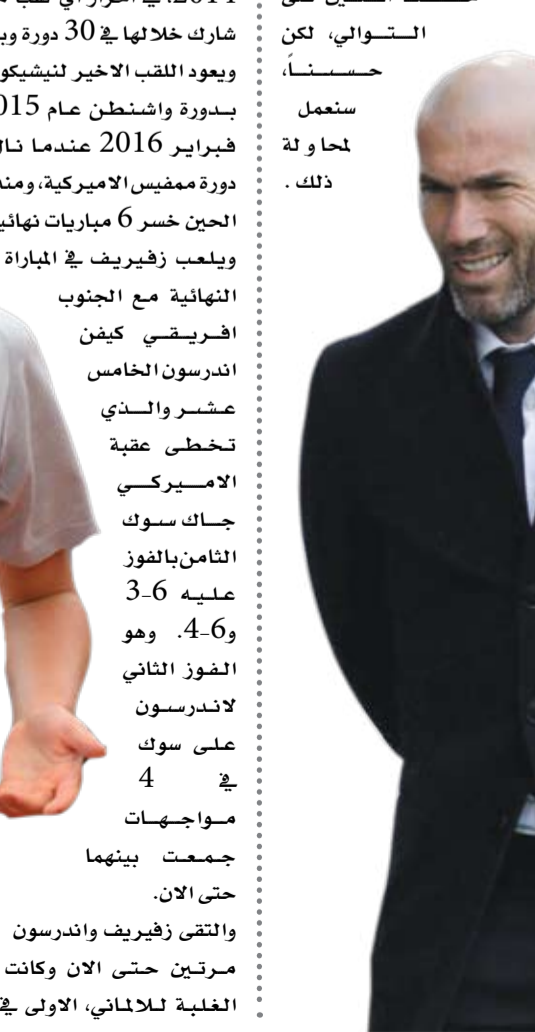 التوالي، لكن
حسناً،
سنعمل
لمحاولة
ذلك.
شارك خلالها في 30 دورة
ويعود اللقب الاخير لنيشيكو
بدورة واشنطن عام 2015
فبراير 2016 عندما
دورة ممفيس الاميركية، ومنذ
الحين خسر 6 مباريات
ويلعب زفيريف في المباراة
النهائية مع الجنوب
افريقي كيفن
اندرسون الخامس
عشر والذي
تخطى عقبة
الاميركي
جاك سوك
الثامن بالفوز
عليه 6-3
و6-4. وهو
الفوز الثاني
لاندرسون
على سوك
في 4
مواجهات
جمعت بينهما
حتى الان.
والتقى زفيريف واندرسون
مرتين حتى الان وكانت
الغلبة للالماني، الاولى في